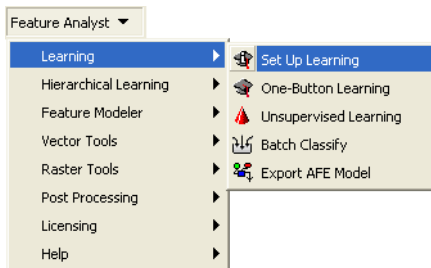 Feature Analyst
Learning
Hierarchical Learning
Feature Modeler
Vector Tools
Raster Tools
Post Processing
Licensing
Help
Set Up Learning
One-Button Learning
Unsupervised Learning
Batch Classify
Export AFE Model